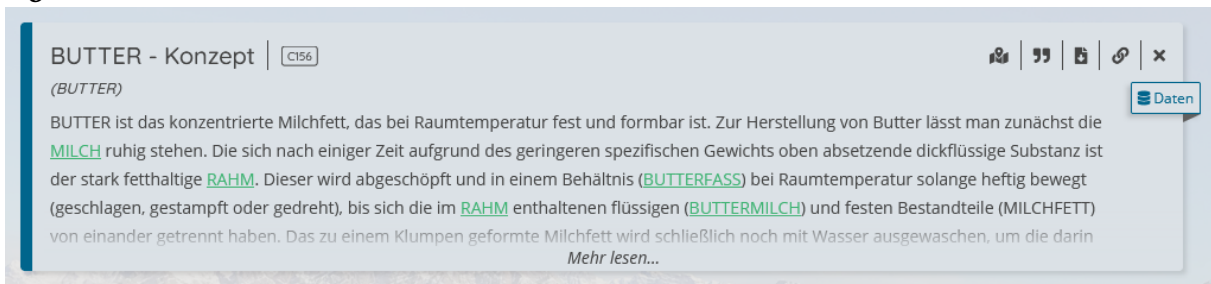 BUTTER - Konzept | C156
(BUTTER)
Daten
BUTTER ist das konzentrierte Milchfett, das bei Raumtemperatur fest und formbar ist. Zur Herstellung von Butter lässt man zunächst die
MILCH ruhig stehen. Die sich nach einiger Zeit aufgrund des geringeren spezifischen Gewichts oben absetzende dickflüssige Substanz ist
der stark fetthaltige RAHM. Dieser wird abgeschöpft und in einem Behältnis (BUTTERFASS) bei Raumtemperatur solange heftig bewegt
(geschlagen, gestampft oder gedreht), bis sich die im RAHM enthaltenen flüssigen (BUTTERMILCH) und festen Bestandteile (MILCHFETT)
von einander getrennt haben. Das zu einem Klumpen geformte Milchfett wird schließlich noch mit Wasser ausgewaschen, um die darin
Mehr lesen...